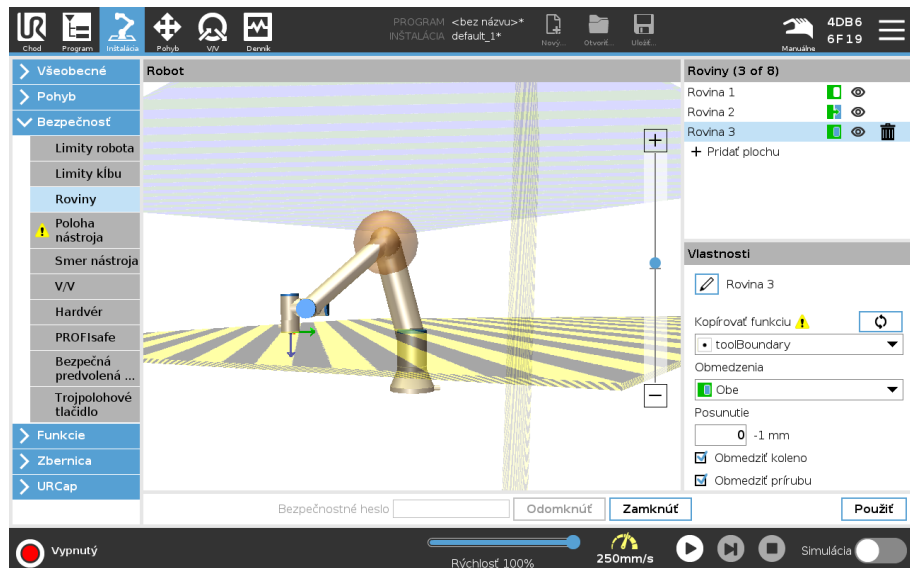 PROGRAM <bez názvu>*
INŠTALÁCIA default_1*
Chod
Program
Inštalácia
Pohyb
V/V
Denník
Nový...
Otvoriť...
Uložiť...
Manuálne
4DB6
6F19
Všeobecné
Pohyb
Bezpečnosť
Limity robota
Limity kĺbu
Roviny
Poloha
nástroja
Smer nástroja
V/V
Hardvér
PROFIsafe
Bezpečná
predvolená ...
Trojpolohové
tlačidlo
Funkcie
Zbernica
URCap
Robot
Roviny (3 of 8)
Rovina 1
Rovina 2
Rovina 3
+ Pridať plochu
Vlastnosti
Rovina 3
Kopírovať funkciu
toolBoundary
Obmedzenia
Obe
Posunutie
0 -1 mm
Obmedziť koleno
Obmedziť prírubu
Bezpečnostné heslo
Odomknúť
Zamknúť
Použiť
Vypnutý
Rýchlosť 100%
250mm/s
Simulácia